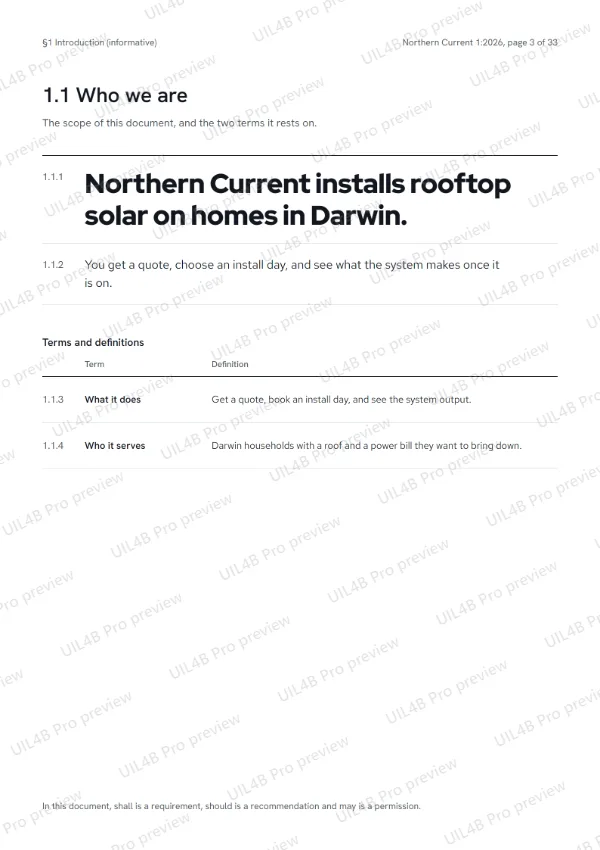 §1 Introduction (informative)
Northern Current 1:2026, page 3 of 33
1.1 Who we are
The scope of this document, and the two terms it rests on.
1.1.1
Northern Current installs rooftop
solar on homes in Darwin.
1.1.2
You get a quote, choose an install day, and see what the system makes once it
is on.
Terms and definitions
Term
Definition
1.1.3
What it does
Get a quote, book an install day, and see the system output.
1.1.4
Who it serves
Darwin households with a roof and a power bill they want to bring down.
In this document, shall is a requirement, should is a recommendation and may is a permission.
UIL4B Pro preview